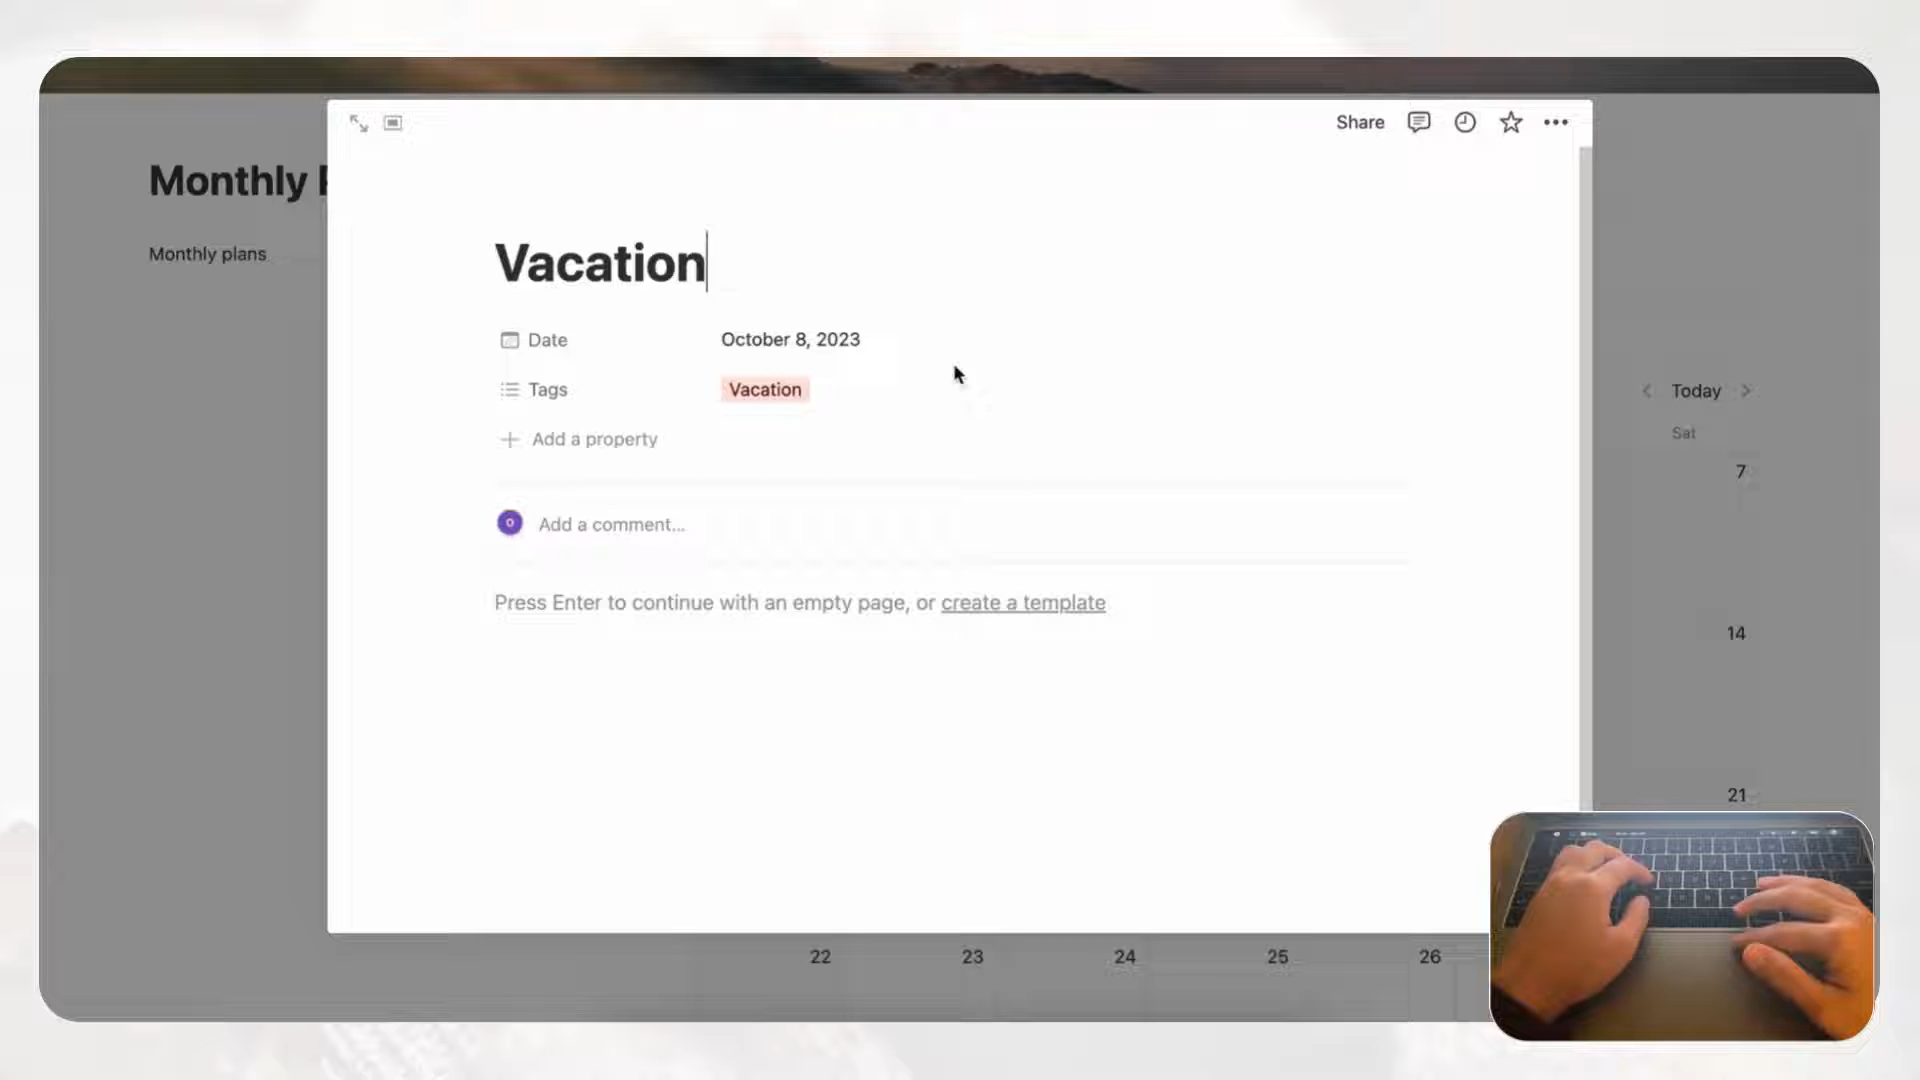 Share
Monthly
Monthly plans
Vacation
Date October 8, 2023
Tags Vacation
Add a property
Today
Sat
7
O Add a comment...
Press Enter to continue with an empty page, or create a template
14
21
22 23 24 25 26